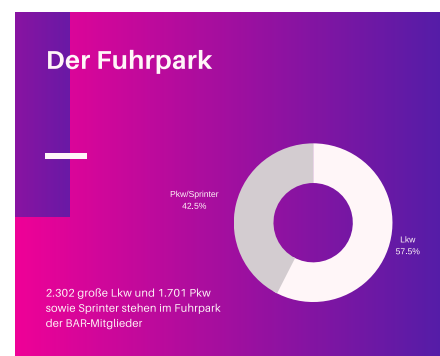 Der Fuhrpark
Pkw/Sprinter
42.5%
Lkw
57.5%
2.302 große Lkw und 1.701 Pkw
sowie Sprinter stehen im Fuhrpark
der BAR-Mitglieder